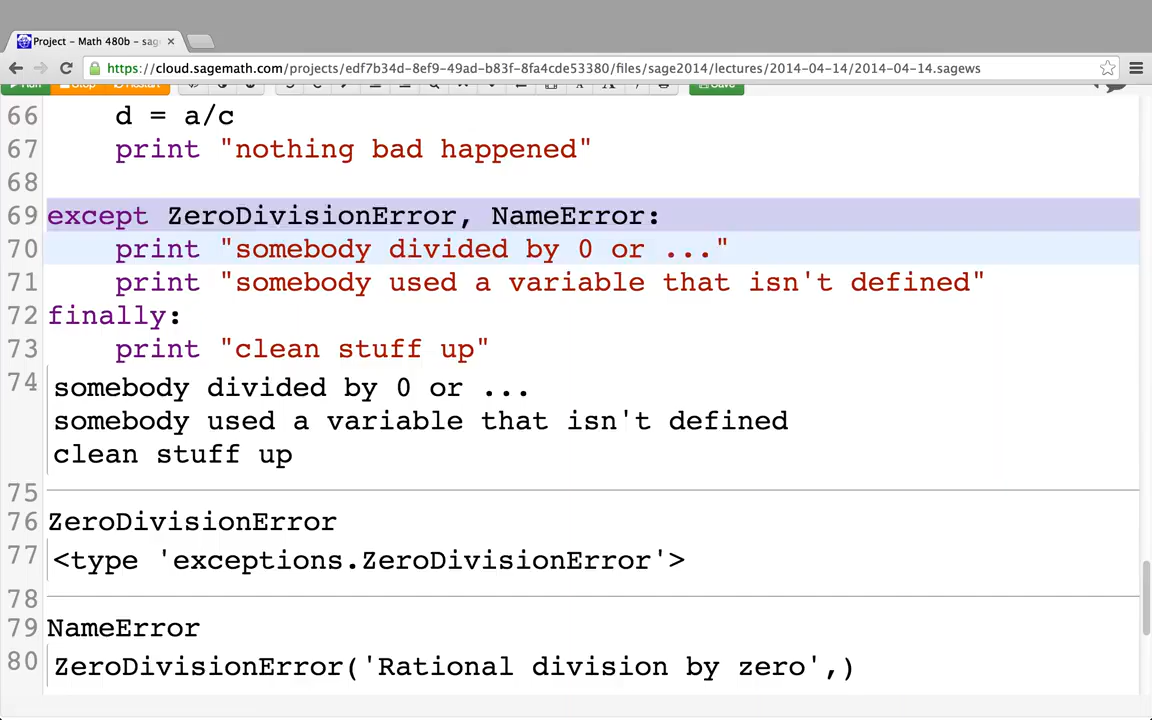 Project - Math 480b - sag
https://cloud.sagemath.com/projects/edf7b34d-8ef9-49ad-b83f-8fa4cde53380/files/sage2014/lectures/2014-04-14/2014-04-14.sagews
66 d = a/c
67 print "nothing bad happened"
68
69 except ZeroDivisionError, NameError:
70 print "somebody divided by 0 or ..."
71 print "somebody used a variable that isn't defined"
72 finally:
73 print "clean stuff up"
74 somebody divided by 0 or ...
somebody used a variable that isn't defined
clean stuff up
75
76 ZeroDivisionError
77 <type 'exceptions.ZeroDivisionError'>
78
79 NameError
80 ZeroDivisionError('Rational division by zero',)